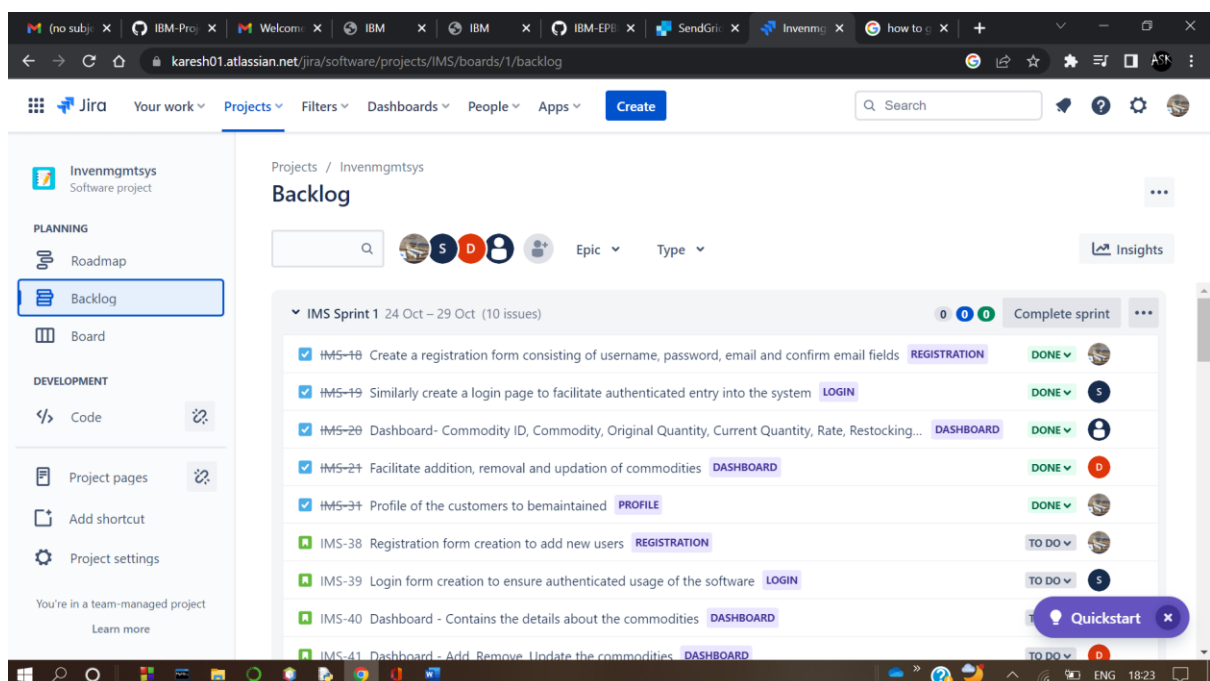 (no subje IBM-Proj Welcome IBM IBM IBM-EPB SendGric Invenmg how to g
karesh01.atlassian.net/jira/software/projects/IMS/boards/1/backlog ASK
Jira Your work Projects Filters Dashboards People Apps Create Search
Invenmgmtsys
Software project
PLANNING
Roadmap
Backlog
Board
DEVELOPMENT
Code
Project pages
Add shortcut
Project settings
You're in a team-managed project
Learn more
Projects / Invenmgmtsys
Backlog
S D Epic Type Insights
IMS Sprint 1 24 Oct – 29 Oct (10 issues) 0 0 0 Complete sprint
IMS-18 Create a registration form consisting of username, password, email and confirm email fields REGISTRATION DONE
IMS-19 Similarly create a login page to facilitate authenticated entry into the system LOGIN DONE S
IMS-20 Dashboard- Commodity ID, Commodity, Original Quantity, Current Quantity, Rate, Restocking... DASHBOARD DONE
IMS-21 Facilitate addition, removal and updation of commodities DASHBOARD DONE D
IMS-31 Profile of the customers to bemaintained PROFILE DONE
IMS-38 Registration form creation to add new users REGISTRATION TO DO
IMS-39 Login form creation to ensure authenticated usage of the software LOGIN TO DO S
IMS-40 Dashboard - Contains the details about the commodities DASHBOARD
Quickstart
IMS-41 Dashboard - Add, Remove, Update the commodities DASHBOARD TO DO D
ENG 18:23